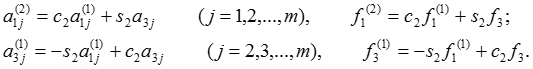 a_{1j}^{(2)} = c_2 a_{1j}^{(1)} + s_2 a_{3j} (j = 1,2,...,m), f_1^{(2)} = c_2 f_1^{(1)} + s_2 f_3;
a_{3j}^{(1)} = −s_2 a_{1j}^{(1)} + c_2 a_{3j} (j = 2,3,...,m), f_3^{(1)} = −s_2 f_1^{(1)} + c_2 f_3.